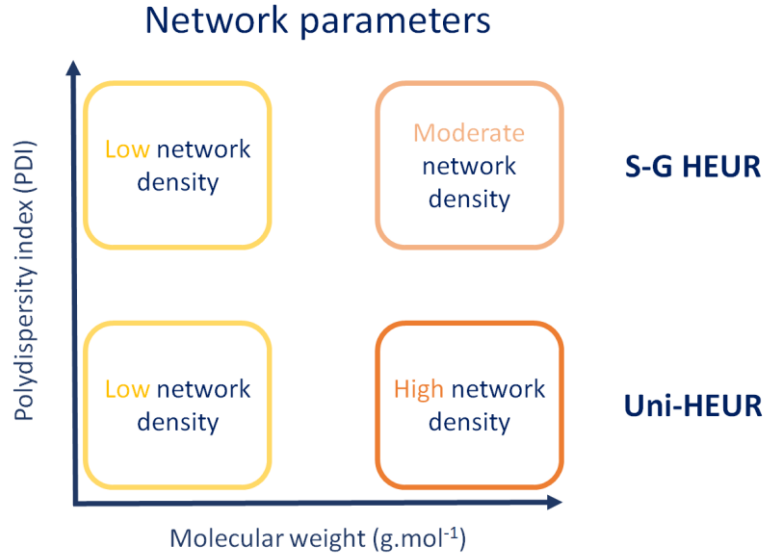 Network parameters
Polydispersity index (PDI)
Low network
density
Moderate
network
density
S-G HEUR
Low network
density
High network
density
Uni-HEUR
Molecular weight (g.mol⁻¹)